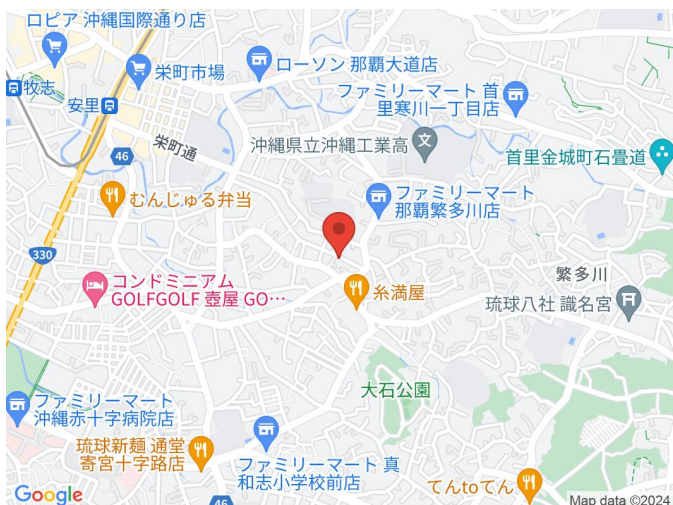 ロピア 沖縄国際通り店
栄町市場
ローソン 那覇大道店
牧志
安里
ファミリーマート 首
里寒川一丁目店
栄町通
沖縄県立沖縄工業高
文
46
首里金城町石畳道
むんじゅる弁当
ファミリーマート
那覇繁多川店
330
コンドミニアム
GOLFGOLF 壺屋 GO…
糸満屋
繁多川
琉球八社 識名宮
大石公園
ファミリーマート
沖縄赤十字病院店
琉球新麺 通堂
寄宮十字路店
ファミリーマート 真
和志小学校前店
てんtoてん
46
Google
Map data ©2024